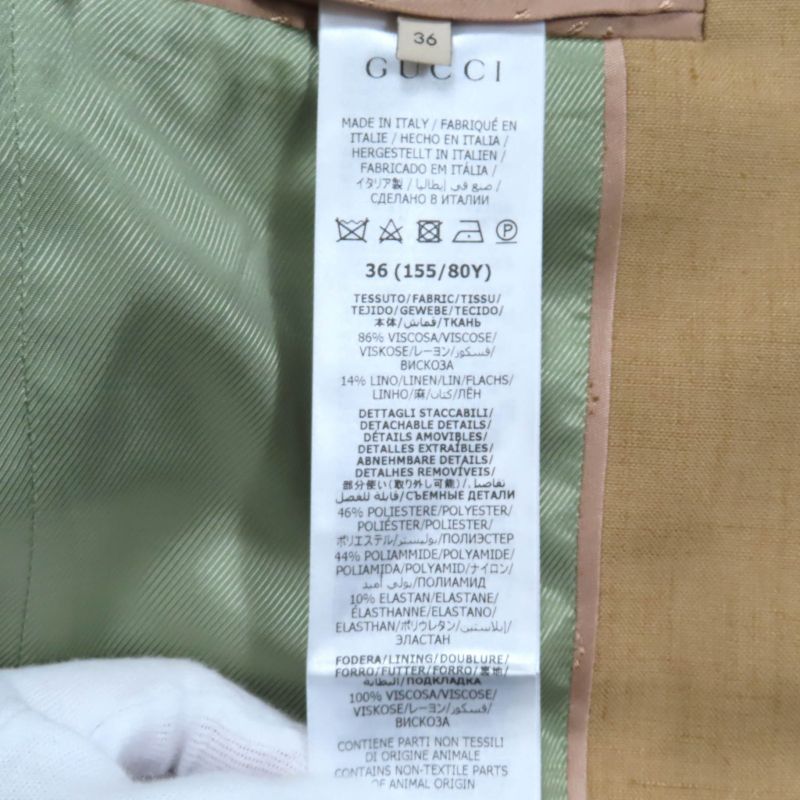 36
GUCCI
MADE IN ITALY / FABRIQUÉ EN
ITALIE / HECHO EN ITALIA /
HERGESTELLT IN ITALIEN /
FABRICADO EM ITÁLIA /
イタリア製 / صنع في إيطاليا /
СДЕЛАНО В ИТАЛИИ
P
36 (155/80Y)
TESSUTO/FABRIC/TISSU/
TEJIDO/GEWEBE/TECIDO/
本体/قماش/ТКАНЬ
86% VISCOSA/VISCOSE/
VISKOSE/レーヨン/فسكوز/
ВИСКОЗА
14% LINO/LINEN/LIN/FLACHS/
LINHO/麻/كتان/ЛЁН
DETTAGLI STACCABILI/
DETACHABLE DETAILS/
DÉTAILS AMOVIBLES/
DETALLES EXTRAÍBLES/
ABNEHMBARE DETAILS/
DETALHES REMOVÍVEIS/
部分使い(取り外し可能)/تفاصيل
قابلة للفصل/СЪЕМНЫЕ ДЕТАЛИ
46% POLIESTERE/POLYESTER/
POLIÉSTER/POLIESTER/
ポリエステル/بوليستر/ПОЛИЭСТЕР
44% POLIAMMIDE/POLYAMIDE/
POLIAMIDA/POLYAMID/ナイロン/
بولي أميد/ПОЛИАМИД
10% ELASTAN/ELASTANE/
ÉLASTHANNE/ELASTANO/
ELASTHAN/ポリウレタン/إيلاستين/
ЭЛАСТАН
FODERA/LINING/DOUBLURE/
FORRO/FUTTER/FORRO/裏地/
البطانة/ПОДКЛАДКА
100% VISCOSA/VISCOSE/
VISKOSE/レーヨン/فسكوز/
ВИСКОЗА
CONTIENE PARTI NON TESSILI
DI ORIGINE ANIMALE
CONTAINS NON-TEXTILE PARTS
OF ANIMAL ORIGIN